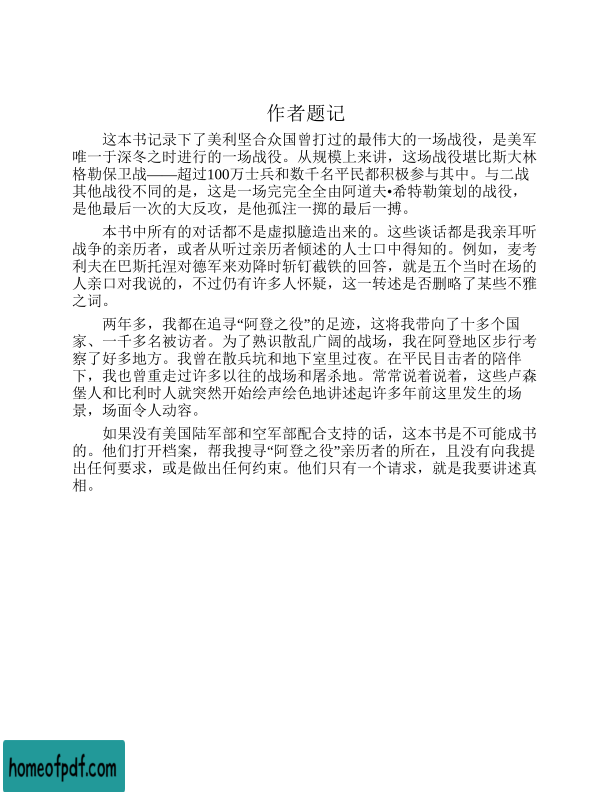 作者题记
这本书记录下了美利坚合众国曾打过的最伟大的一场战役，是美军
唯一于深冬之时进行的一场战役。从规模上来讲，这场战役堪比斯大林
格勒保卫战——超过100万士兵和数千名平民都积极参与其中。与二战
其他战役不同的是，这是一场完完全全由阿道夫•希特勒策划的战役，
是他最后一次的大反攻，是他孤注一掷的最后一搏。
本书中所有的对话都不是虚拟臆造出来的。这些谈话都是我亲耳听
战争的亲历者，或者从听过亲历者倾述的人士口中得知的。例如，麦考
利夫在巴斯托涅对德军来劝降时斩钉截铁的回答，就是五个当时在场的
人亲口对我说的，不过仍有许多人怀疑，这一转述是否删略了某些不雅
之词。
两年多，我都在追寻“阿登之役”的足迹，这将我带向了十多个国
家、一千多名被访者。为了熟识散乱广阔的战场，我在阿登地区步行考
察了好多地方。我曾在散兵坑和地下室里过夜。在平民目击者的陪伴
下，我也曾重走过许多以往的战场和屠杀地。常常说着说着，这些卢森
堡人和比利时人就突然开始绘声绘色地讲述起许多年前这里发生的场
景，场面令人动容。
如果没有美国陆军部和空军部配合支持的话，这本书是不可能成书
的。他们打开档案，帮我搜寻“阿登之役”亲历者的所在，且没有向我提
出任何要求，或是做出任何约束。他们只有一个请求，就是我要讲述真
相。
homeofpdf.com